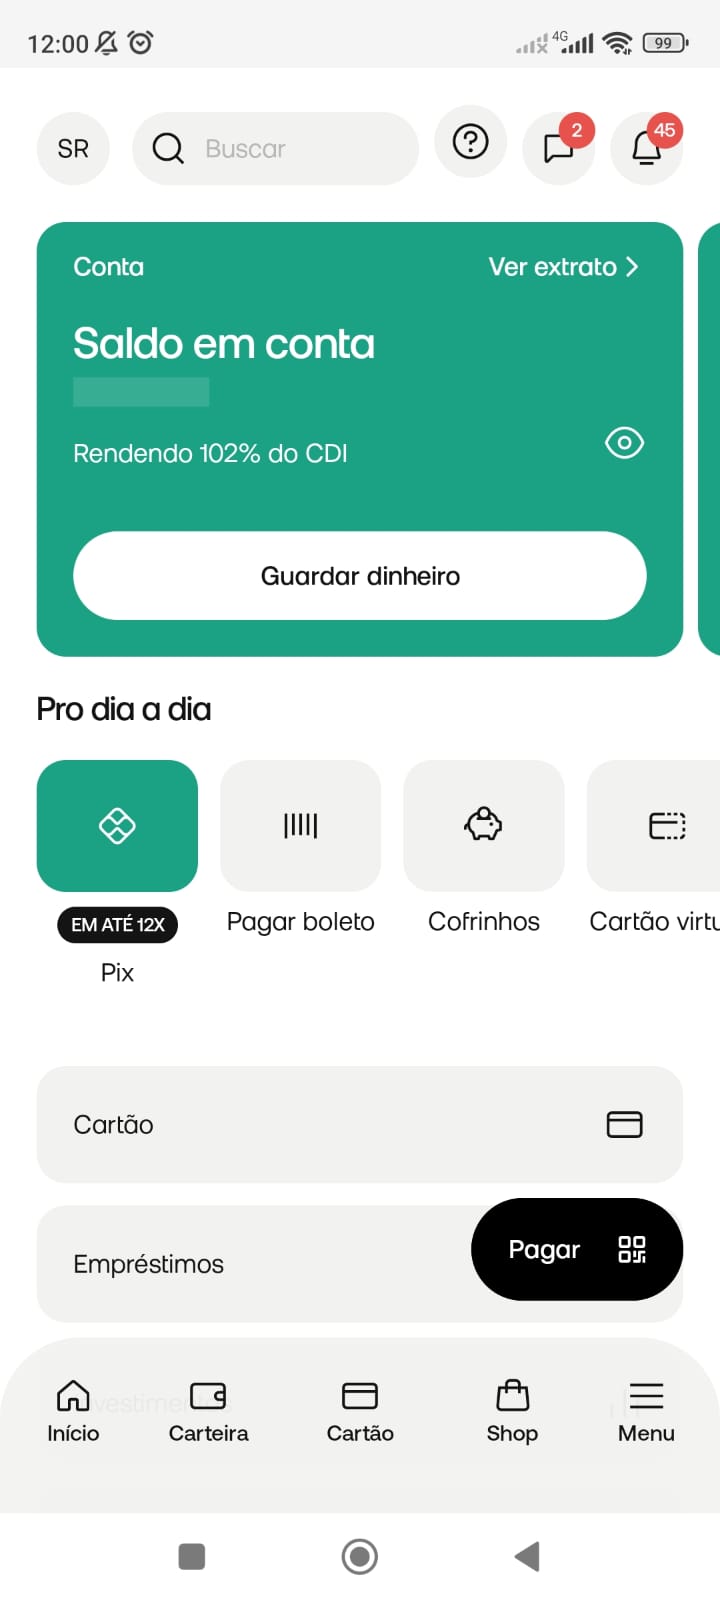 12:00
4G
99
SR
Buscar
2
45
Conta
Ver extrato
Saldo em conta
Rendendo 102% do CDI
Guardar dinheiro
Pro dia a dia
EM ATÉ 12X
Pix
Pagar boleto
Cofrinhos
Cartão virtu
Cartão
Empréstimos
Pagar
Investimentos
Início
Carteira
Cartão
Shop
Menu